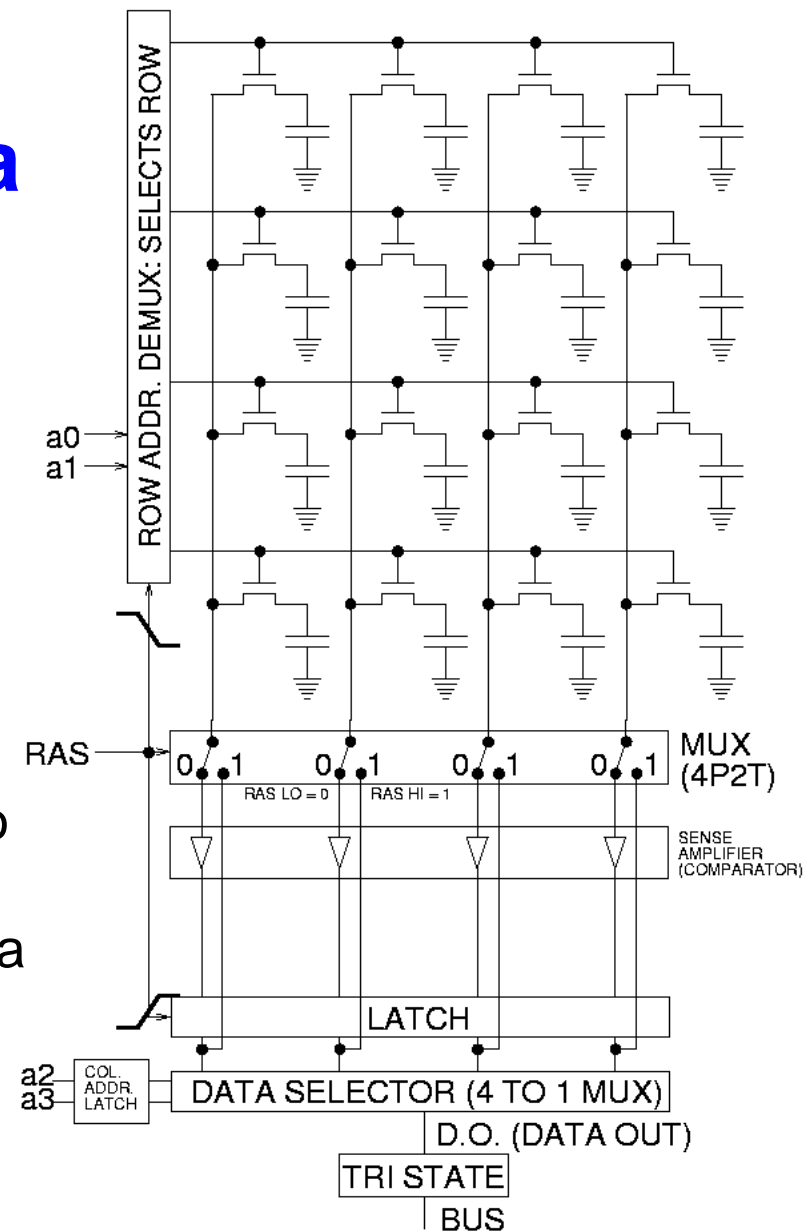 a
ROW ADDR. DEMUX: SELECTS ROW
a0
a1
RAS
0 1 0 1 0 1 0 1
MUX
(4P2T)
RAS LO = 0 RAS HI = 1
SENSE
AMPLIFIER
(COMPARATOR)
a
LATCH
a2
a3
COL.
ADDR.
LATCH
DATA SELECTOR (4 TO 1 MUX)
D.O. (DATA OUT)
TRI STATE
BUS